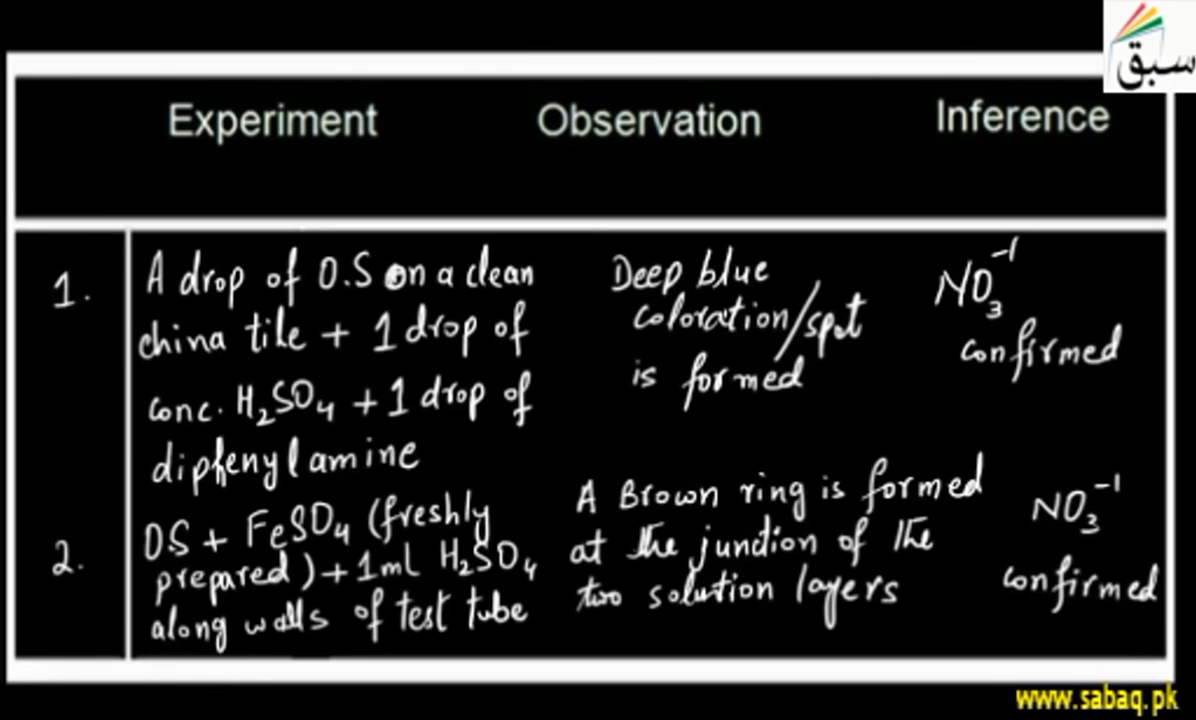 سبق
Experiment Observation Inference
1. A drop of O.S on a clean china tile + 1 drop of conc. H₂SO₄ + 1 drop of diphenylamine
Deep blue coloration/spot is formed
NO₃⁻¹ confirmed
2. OS + FeSO₄ (freshly prepared) + 1ml H₂SO₄ along walls of test tube
A Brown ring is formed at the junction of the two solution layers
NO₃⁻¹ confirmed
www.sabaq.pk